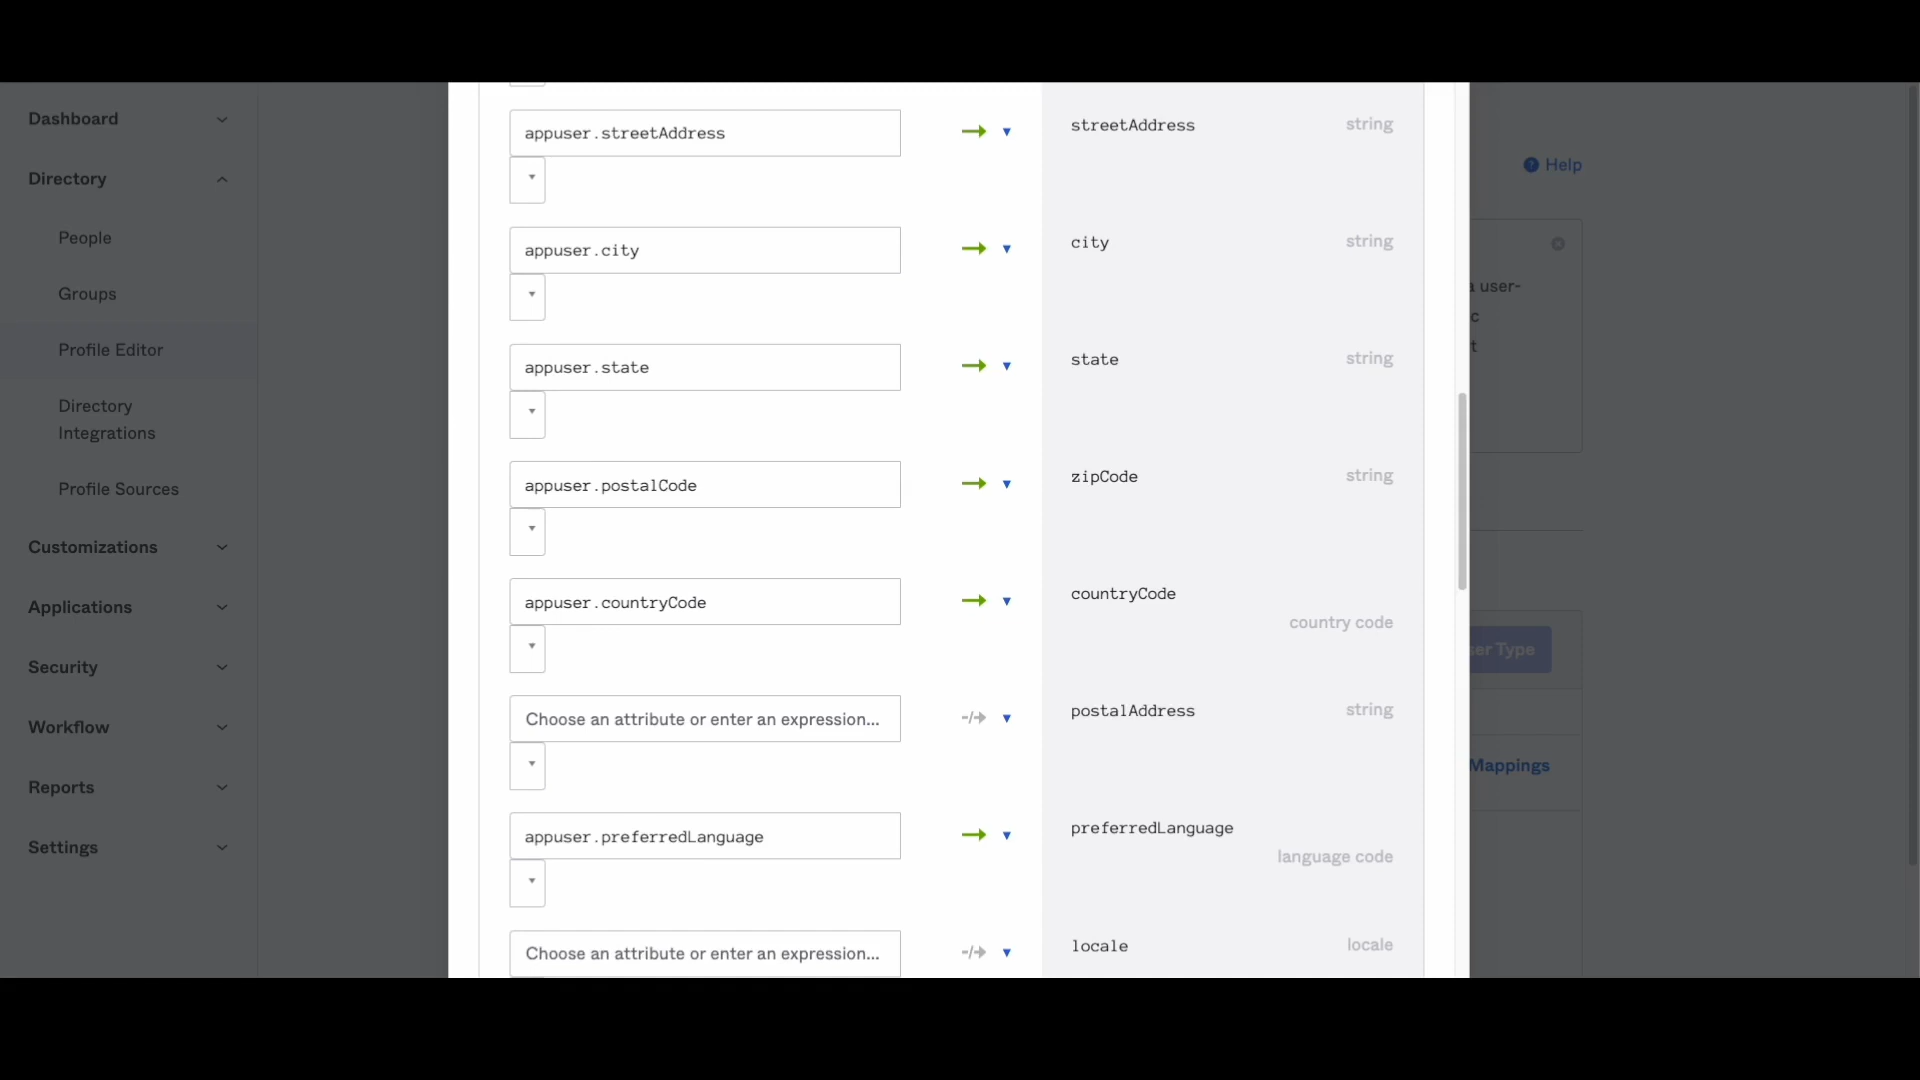 Dashboard
Directory
People
Groups
Profile Editor
Directory
Integrations
Profile Sources
Customizations
Applications
Security
Workflow
Reports
Settings
appuser.streetAddress
streetAddress string
appuser.city
city string
appuser.state
state string
appuser.postalCode
zipCode string
appuser.countryCode
countryCode
country code
Choose an attribute or enter an expression...
postalAddress string
appuser.preferredLanguage
preferredLanguage
language code
Choose an attribute or enter an expression...
locale locale
Help
a user-
c
t
ser Type
Mappings